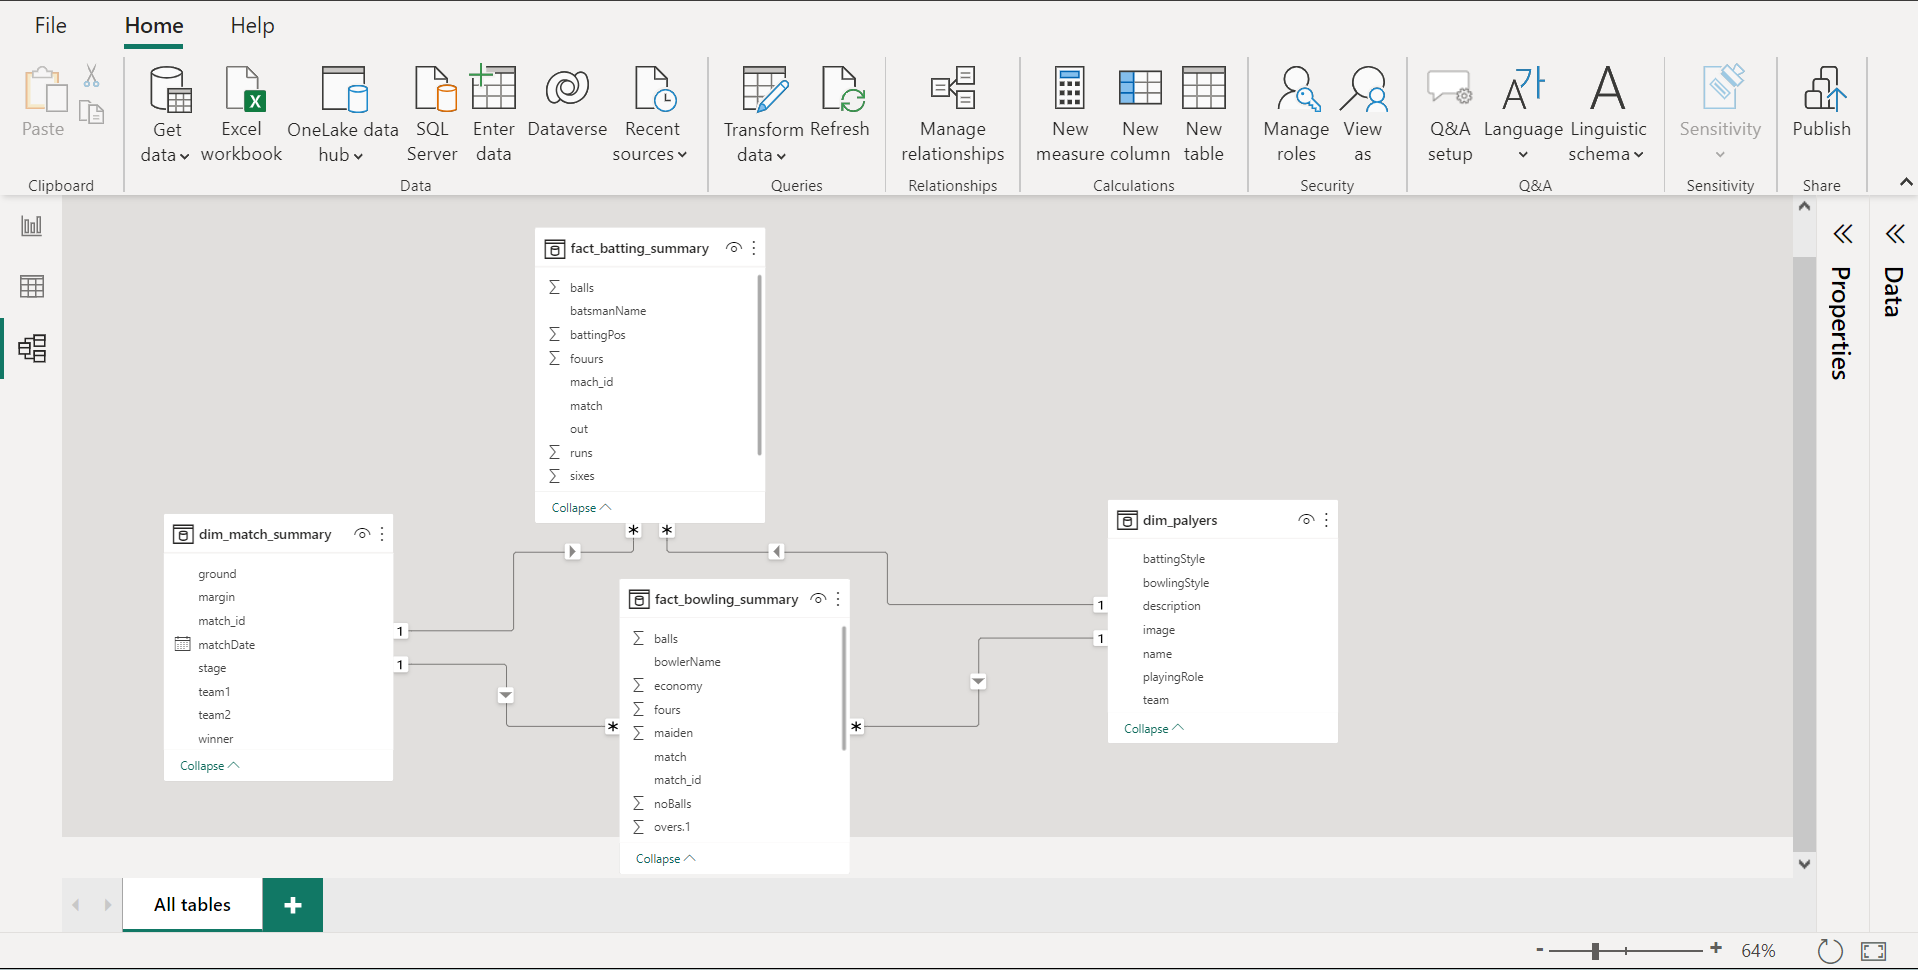 File Home Help
Paste
Clipboard
Get
data
Excel
workbook
OneLake data
hub
SQL
Server
Enter
data
Dataverse
Recent
sources
Data
Transform
data
Refresh
Queries
Manage
relationships
Relationships
New
measure
New
column
New
table
Calculations
Manage
roles
View
as
Security
Q&A
setup
Language
Linguistic
schema
Q&A
Sensitivity
Sensitivity
Publish
Share
fact_batting_summary
balls
batsmanName
battingPos
fouurs
mach_id
match
out
runs
sixes
Collapse
* *
dim_match_summary
ground
margin
match_id
matchDate
stage
team1
team2
winner
Collapse
1
1
fact_bowling_summary
balls
bowlerName
economy
fours
maiden
match
match_id
noBalls
overs.1
Collapse
* *
dim_palyers
battingStyle
bowlingStyle
description
image
name
playingRole
team
Collapse
1
1
Properties
Data
All tables +
- + 64%